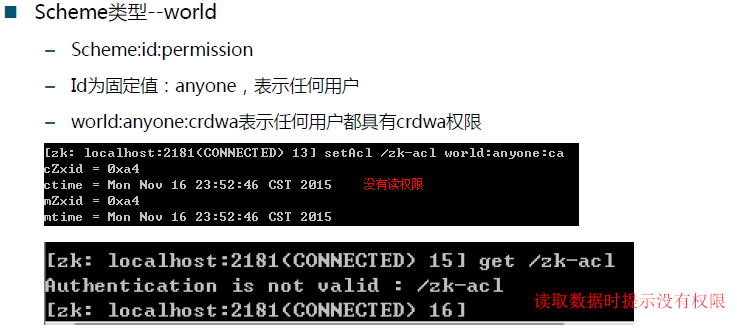 Scheme类型--world
– Scheme:id:permission
– Id为固定值：anyone，表示任何用户
– world:anyone:crdwa表示任何用户都具有crdwa权限
[zk: localhost:2181(CONNECTED) 13] setAcl /zk-acl world:anyone:ca
cZxid = 0xa4
ctime = Mon Nov 16 23:52:46 CST 2015 没有读权限
mZxid = 0xa4
mtime = Mon Nov 16 23:52:46 CST 2015
[zk: localhost:2181(CONNECTED) 15] get /zk-acl
Authentication is not valid : /zk-acl
[zk: localhost:2181(CONNECTED) 16] 读取数据时提示没有权限